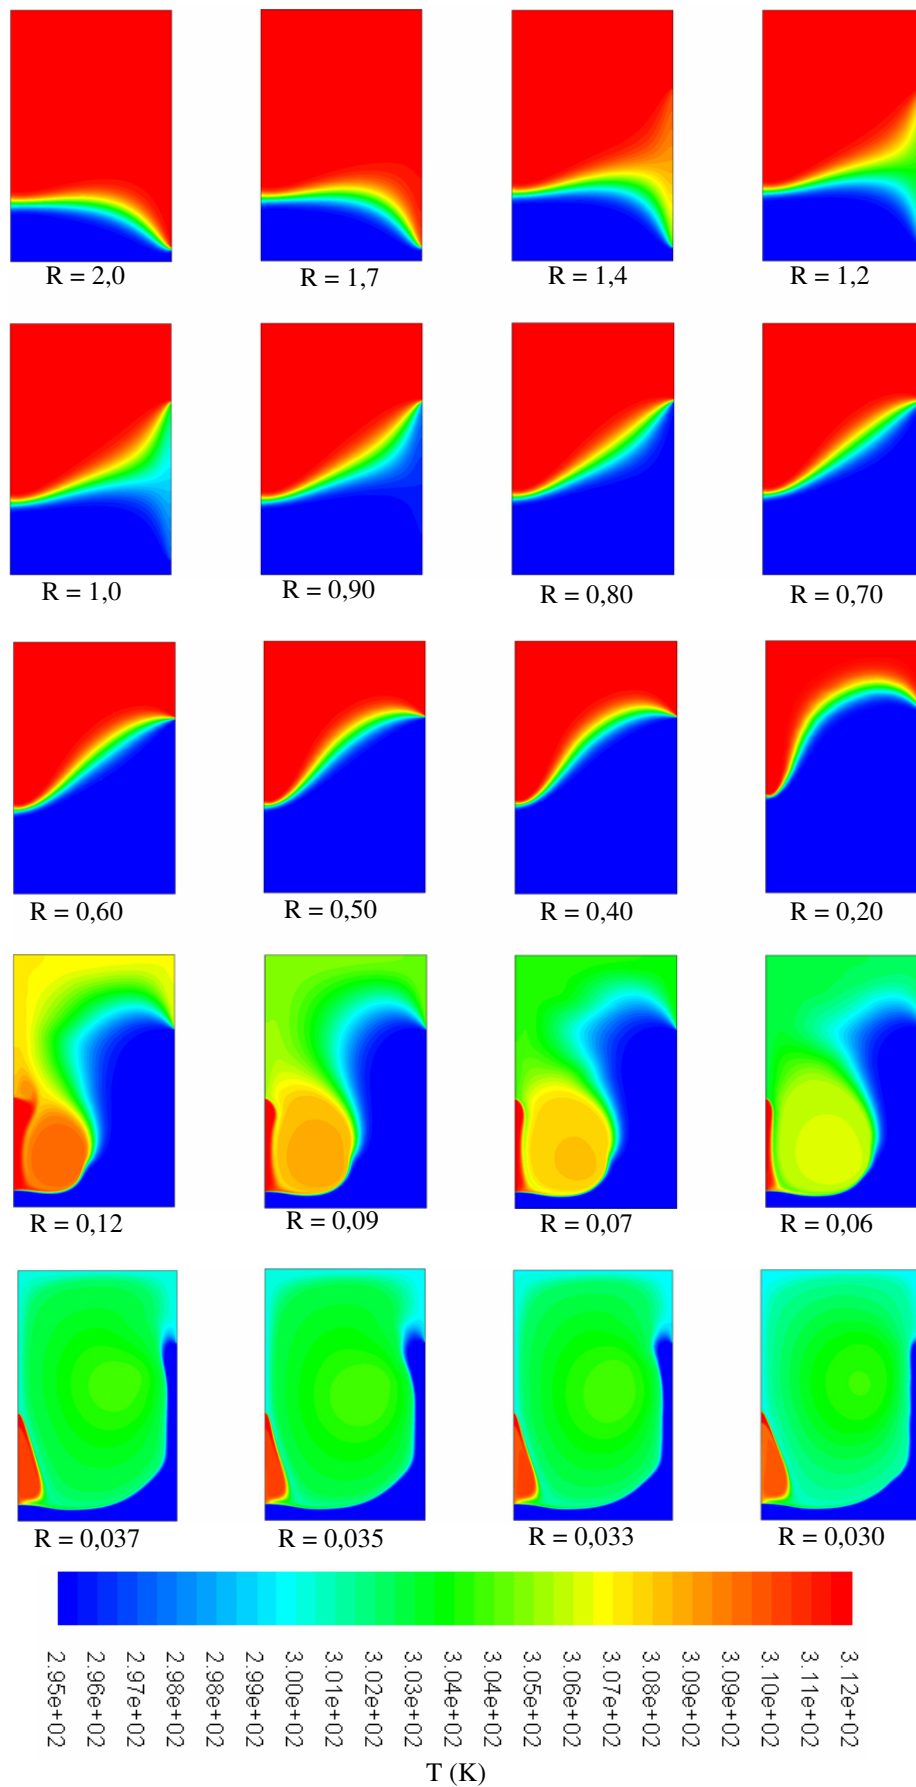 R = 2,0
R = 1,7
R = 1,4
R = 1,2
R = 1,0
R = 0,90
R = 0,80
R = 0,70
R = 0,60
R = 0,50
R = 0,40
R = 0,20
R = 0,12
R = 0,09
R = 0,07
R = 0,06
R = 0,037
R = 0,035
R = 0,033
R = 0,030
2.95e+02
2.96e+02
2.97e+02
2.98e+02
2.98e+02
2.99e+02
3.00e+02
3.01e+02
3.02e+02
3.03e+02
3.04e+02
3.04e+02
3.05e+02
3.06e+02
3.07e+02
3.08e+02
3.09e+02
3.09e+02
3.10e+02
3.11e+02
3.12e+02
T (K)